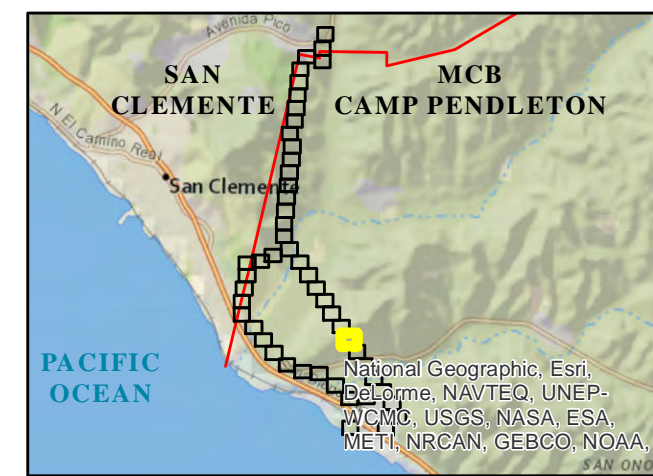 Avenida Pico
SAN
CLEMENTE
MCB
CAMP PENDLETON
N El Camino Real
San Clemente
PACIFIC
OCEAN
National Geographic, Esri,
DeLorme, NAVTEQ, UNEP-
WCMC, USGS, NASA, ESA,
METI, NRCAN, GEBCO, NOAA,
SAN ONO